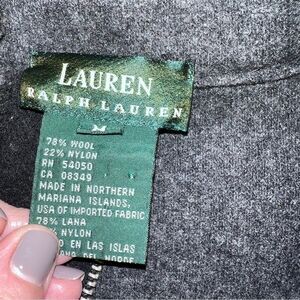 LAUREN
RALPH LAUREN
M
78% WOOL
22% NYLON
RN 54050
CA 08349
MADE IN NORTHERN
MARIANA ISLANDS,
USA OF IMPORTED FABRIC
78% LANA
% NYLON
O EN LAS ISLAS
DEL NORDE